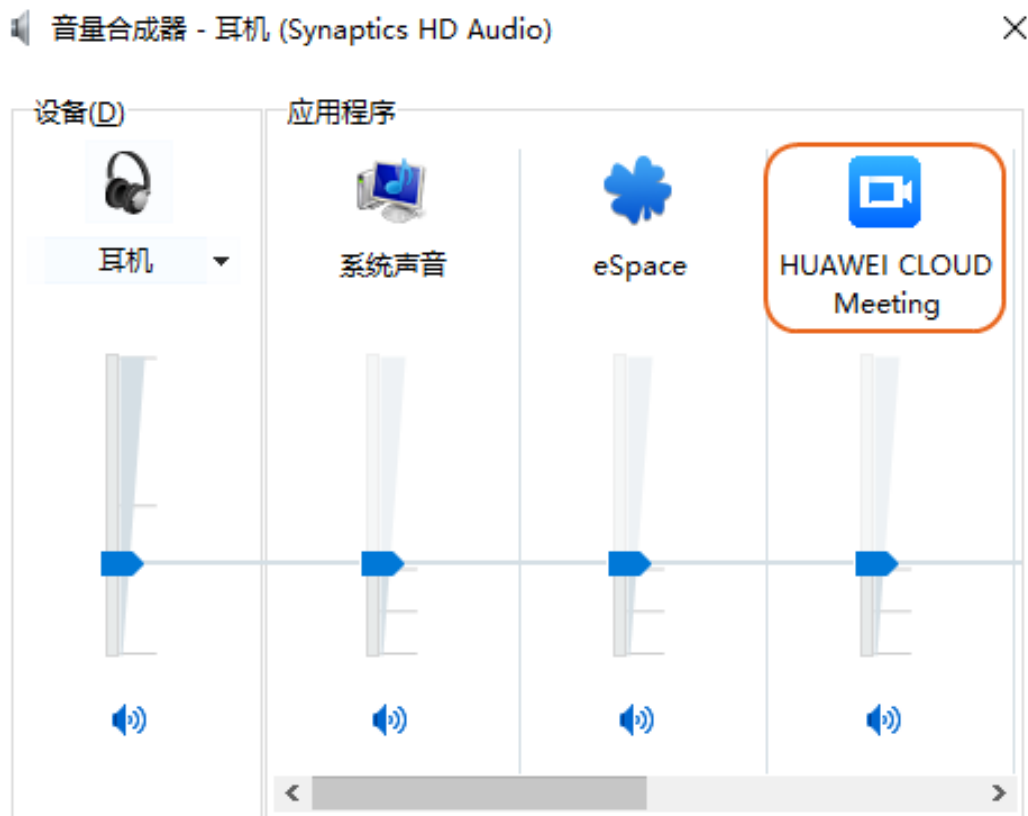 音量合成器 - 耳机 (Synaptics HD Audio)
设备(D)
应用程序
耳机
系统声音
eSpace
HUAWEI CLOUD
Meeting